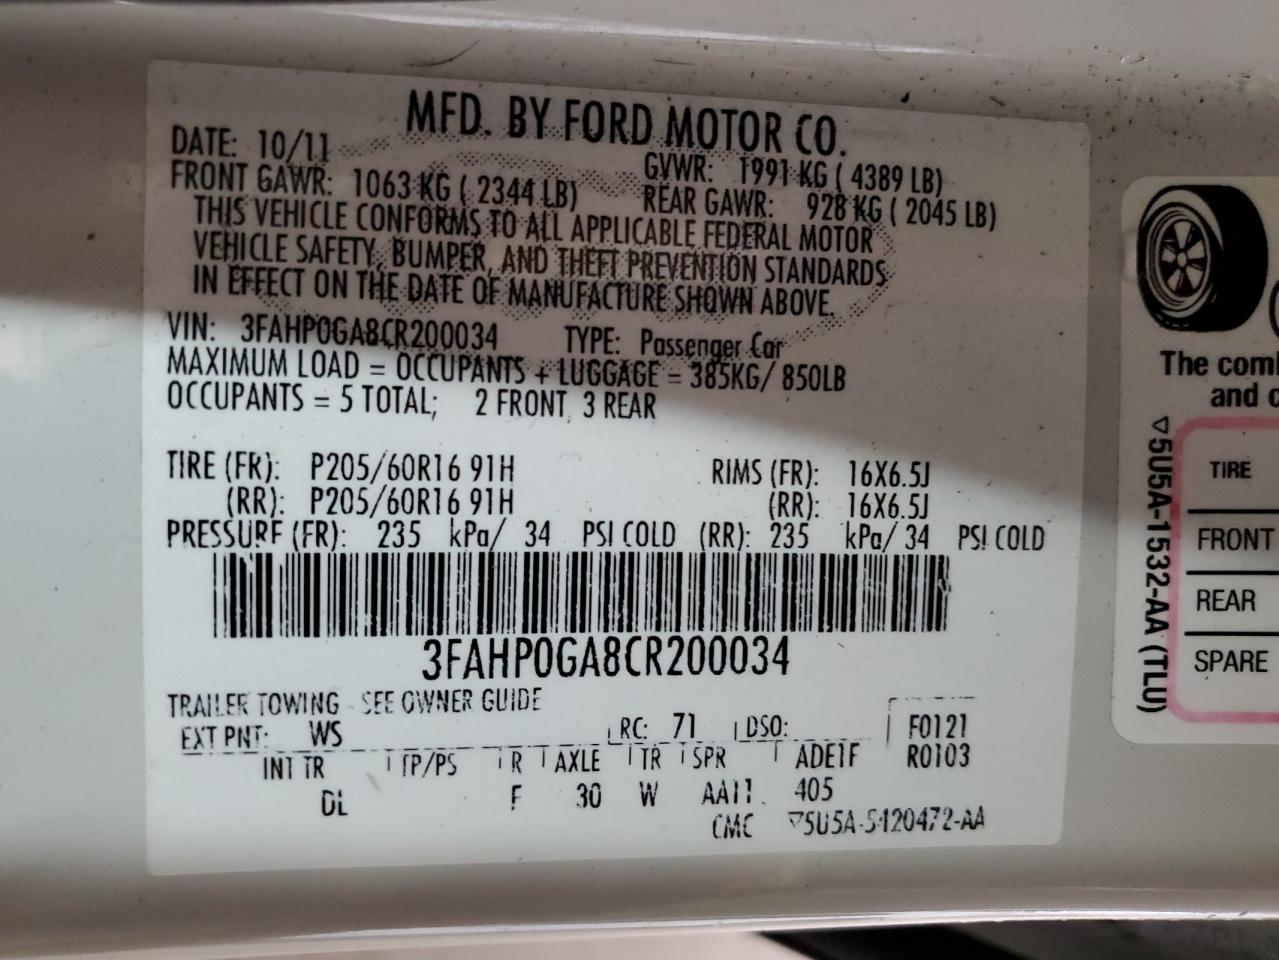 MFD. BY FORD MOTOR CO.
DATE: 10/11 GVWR: 1991 KG ( 4389 LB)
FRONT GAWR: 1063 KG ( 2344 LB) REAR GAWR: 928 KG ( 2045 LB)
THIS VEHICLE CONFORMS TO ALL APPLICABLE FEDERAL MOTOR
VEHICLE SAFETY, BUMPER, AND THEFT PREVENTION STANDARDS
IN EFFECT ON THE DATE OF MANUFACTURE SHOWN ABOVE.
VIN: 3FAHP0GA8CR200034 TYPE: Passenger Car
MAXIMUM LOAD = OCCUPANTS + LUGGAGE = 385KG/ 850LB
OCCUPANTS = 5 TOTAL; 2 FRONT, 3 REAR
TIRE (FR): P205/60R16 91H RIMS (FR): 16X6.5J
(RR): P205/60R16 91H (RR): 16X6.5J
PRESSURE (FR): 235 kPa/ 34 PSI COLD (RR): 235 kPa/ 34 PSI COLD
3FAHP0GA8CR200034
TRAILER TOWING - SEE OWNER GUIDE
EXT PNT: WS RC: 71 DSO: F0121
INT TR TP/PS R AXLE TR SPR ADE1F R0103
DL F 30 W AA11 405
CMC ▽5U5A-5420472-AA
The
and
▽5U5A-1532-AA (TLU)
TIRE
FRONT
REAR
SPARE